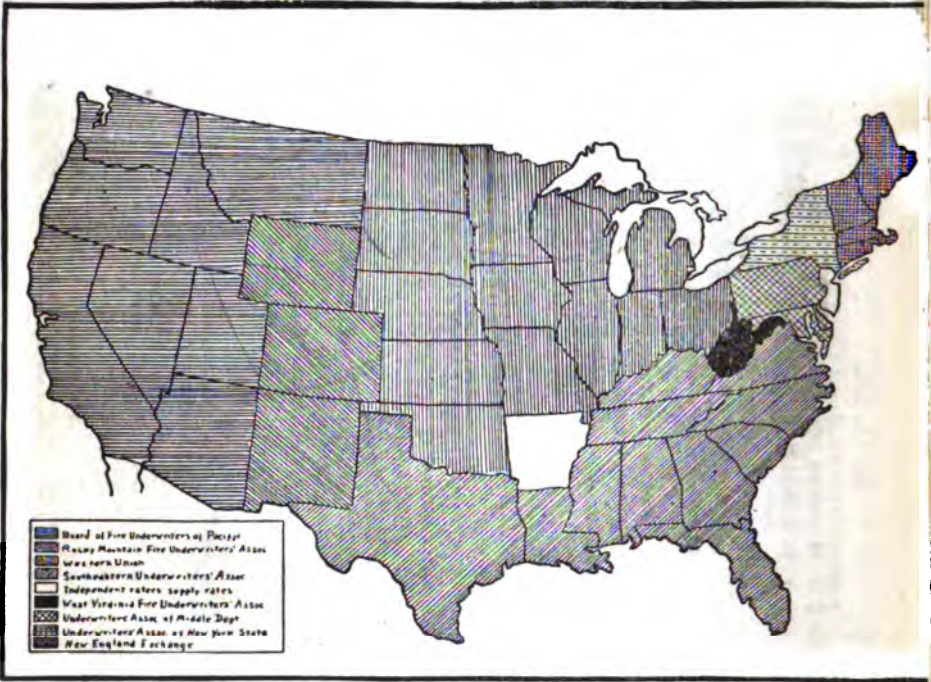 Board of Fire Underwriters of Pacific
Rocky Mountain Fire Underwriters' Assoc
Western Union
Southeastern Underwriters' Assoc
Independent raters supply rates
West Virginia Fire Underwriters' Assoc
Underwriters Assoc of Middle Dept
Underwriters' Assoc. of New York State
New England Exchange